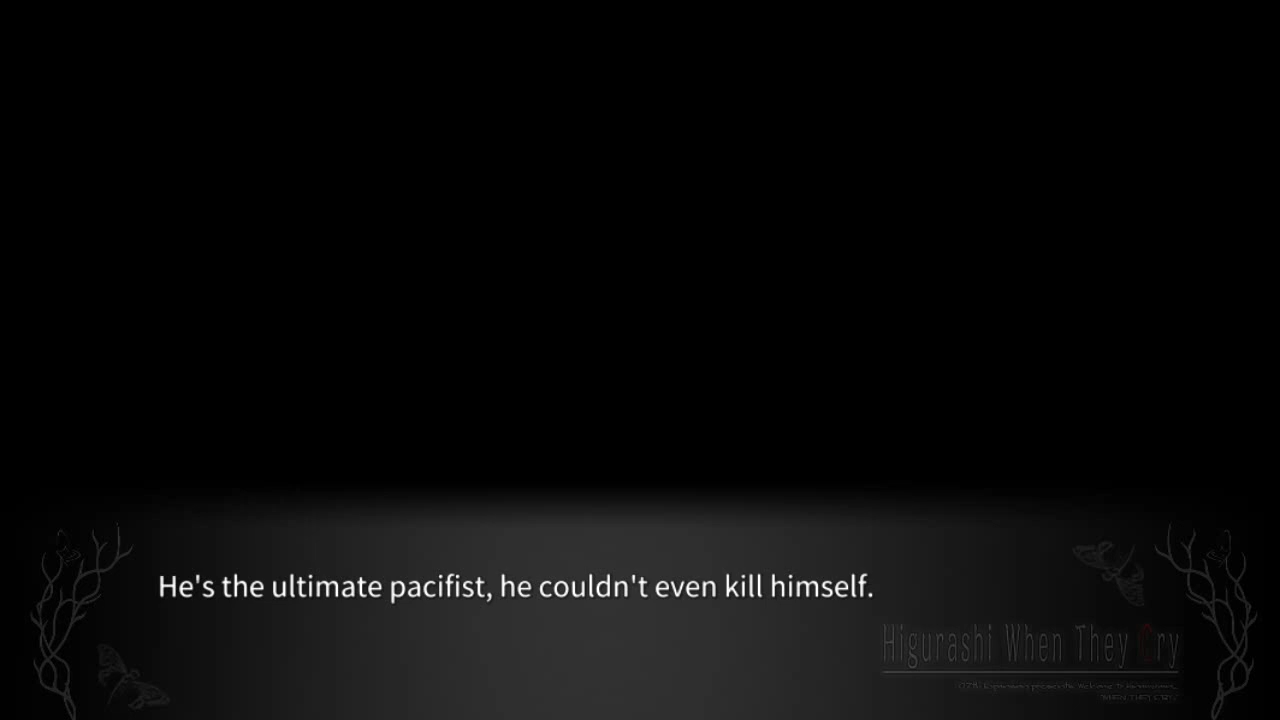 He's the ultimate pacifist, he couldn't even kill himself.
Higurashi When They Cry